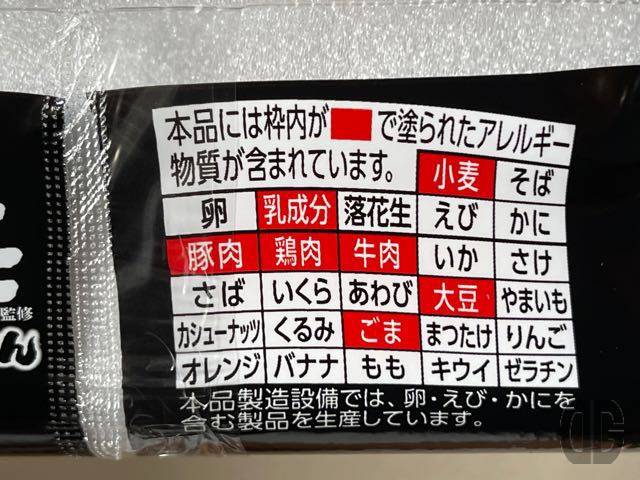 本品には枠内が で塗られたアレルギー
物質が含まれています。 小麦 そば
卵 乳成分 落花生 えび かに
豚肉 鶏肉 牛肉 いか さけ
さば いくら あわび 大豆 やまいも
カシューナッツ くるみ ごま まつたけ りんご
オレンジ バナナ もも キウイ ゼラチン
本品製造設備では、卵・えび・かにを
含む製品を生産しています。
監修
ん